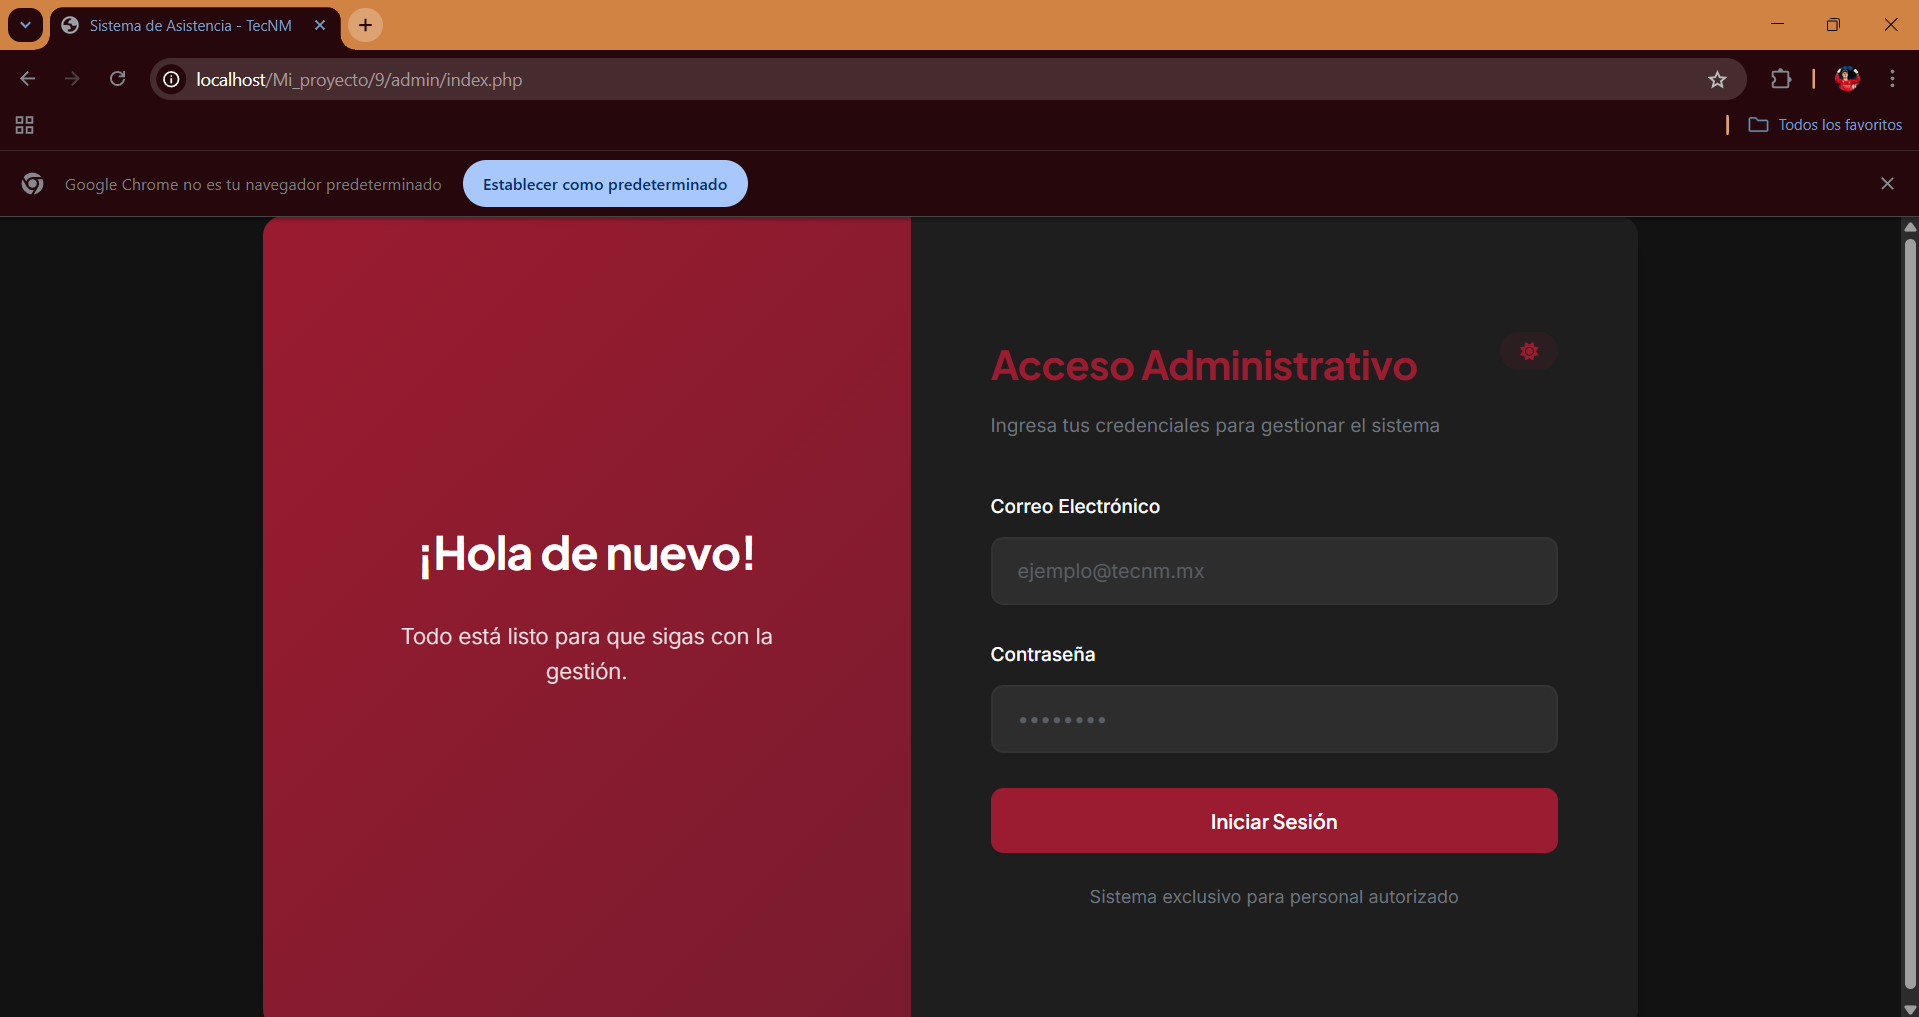 Sistema de Asistencia - TecNM
localhost/Mi_proyecto/9/admin/index.php
Todos los favoritos
Google Chrome no es tu navegador predeterminado
Establecer como predeterminado
¡Hola de nuevo!
Todo está listo para que sigas con la
gestión.
Acceso Administrativo
Ingresa tus credenciales para gestionar el sistema
Correo Electrónico
ejemplo@tecnm.mx
Contraseña
••••••••
Iniciar Sesión
Sistema exclusivo para personal autorizado